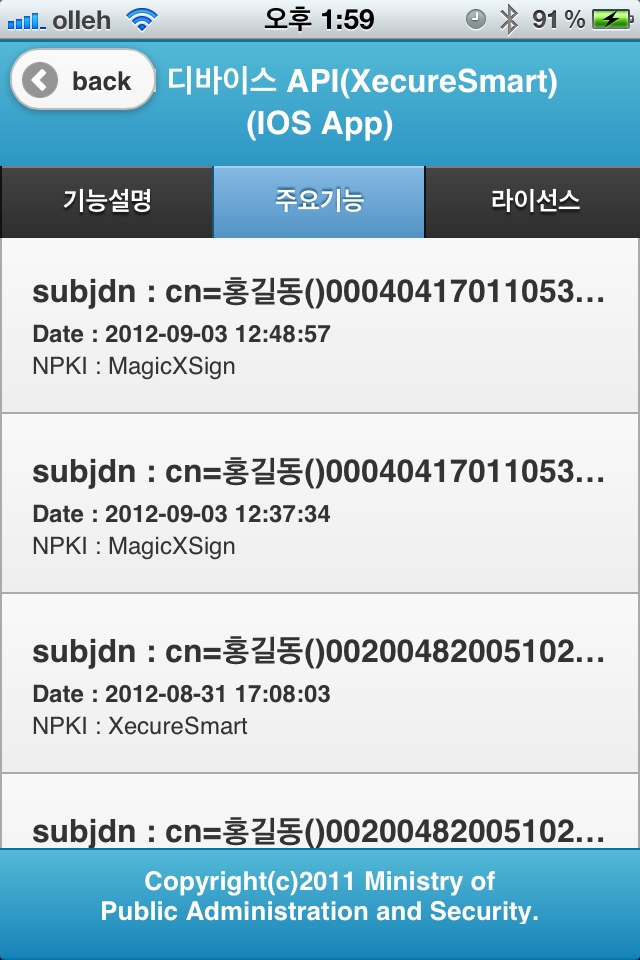 olleh 오후 1:59 91 %
back 디바이스 API(XecureSmart)
(IOS App)
기능설명 주요기능 라이선스
subjdn : cn=홍길동()00040417011053...
Date : 2012-09-03 12:48:57
NPKI : MagicXSign
subjdn : cn=홍길동()00040417011053...
Date : 2012-09-03 12:37:34
NPKI : MagicXSign
subjdn : cn=홍길동()00200482005102...
Date : 2012-08-31 17:08:03
NPKI : XecureSmart
subjdn : cn=홍길동()00200482005102...
Copyright(c)2011 Ministry of
Public Administration and Security.